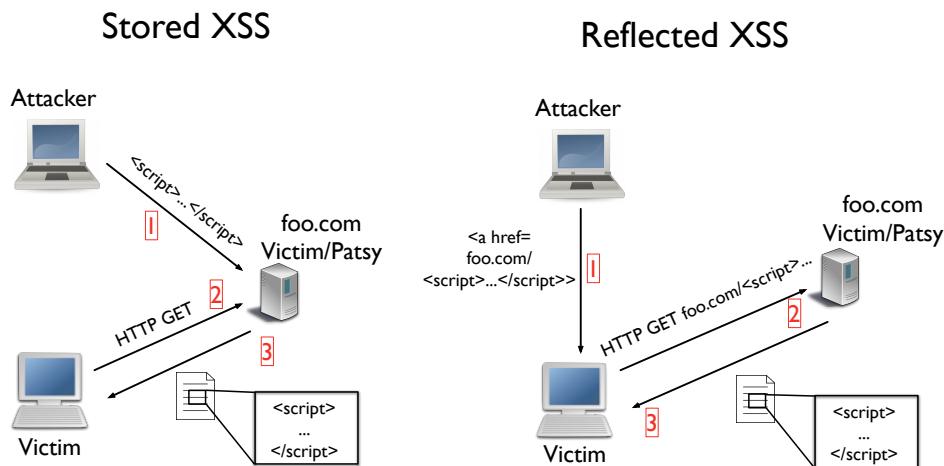 Stored XSS
Attacker
<script>...</script>
1
foo.com
Victim/Patsy
2
HTTP GET
3
Victim
<script>
...
</script>
Reflected XSS
Attacker
<a href=
foo.com/
<script>...</script>>
1
foo.com
Victim/Patsy
HTTP GET foo.com/<script>...
2
3
Victim
<script>
...
</script>